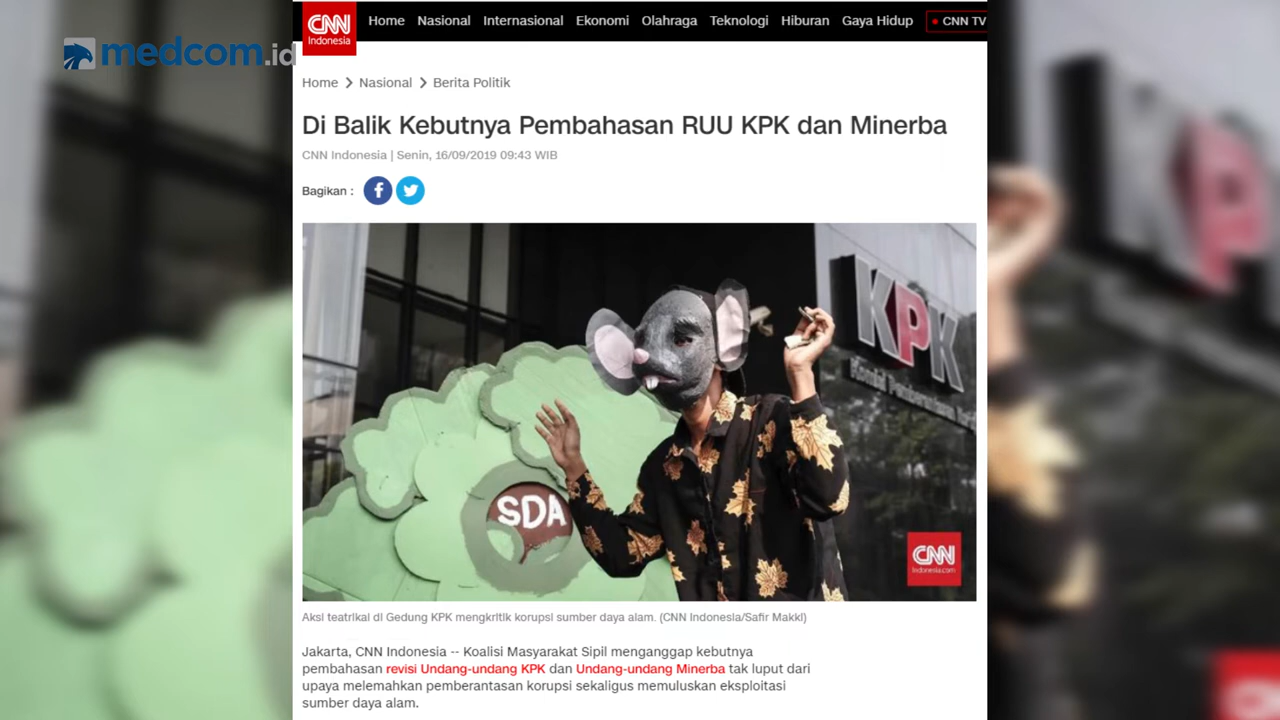 CNN
Indonesia
Home Nasional Internasional Ekonomi Olahraga Teknologi Hiburan Gaya Hidup CNN TV
medcom.id
Home > Nasional > Berita Politik
Di Balik Kebutnya Pembahasan RUU KPK dan Minerba
CNN Indonesia | Senin, 16/09/2019 09:43 WIB
Bagikan :
KPK
Komisi Pemberantasan
SDA
CNN
Indonesia.com
Aksi teatrikal di Gedung KPK mengkritik korupsi sumber daya alam. (CNN Indonesia/Safir Makki)
Jakarta, CNN Indonesia -- Koalisi Masyarakat Sipil menganggap kebutnya
pembahasan revisi Undang-undang KPK dan Undang-undang Minerba tak luput dari
upaya melemahkan pemberantasan korupsi sekaligus memuluskan eksploitasi
sumber daya alam.